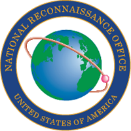 NATIONAL RECONNAISSANCE OFFICE
UNITED STATES OF AMERICA